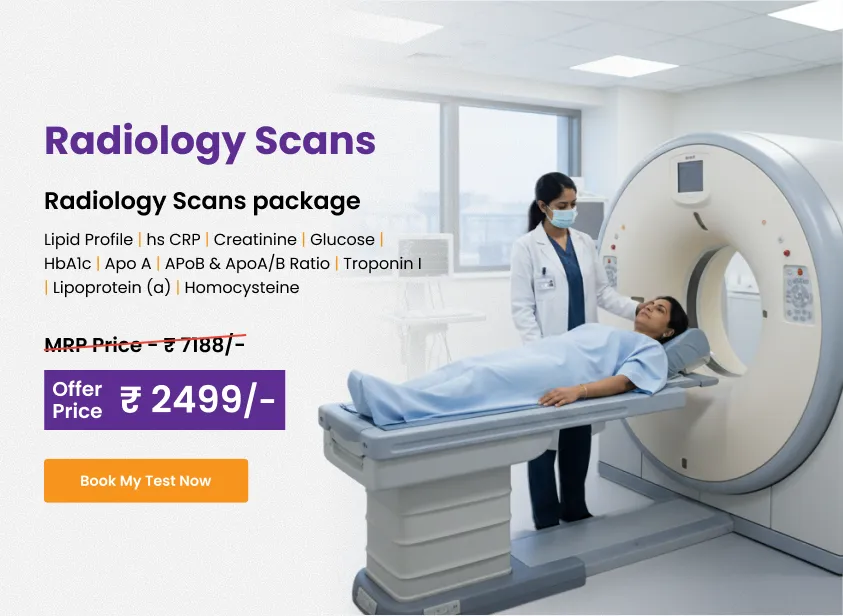 Radiology Scans
Radiology Scans package
Lipid Profile | hs CRP | Creatinine | Glucose |
HbA1c | Apo A | APoB & ApoA/B Ratio | Troponin I
| Lipoprotein (a) | Homocysteine
MRP Price - ₹ 7188/-
Offer Price ₹ 2499/-
Book My Test Now